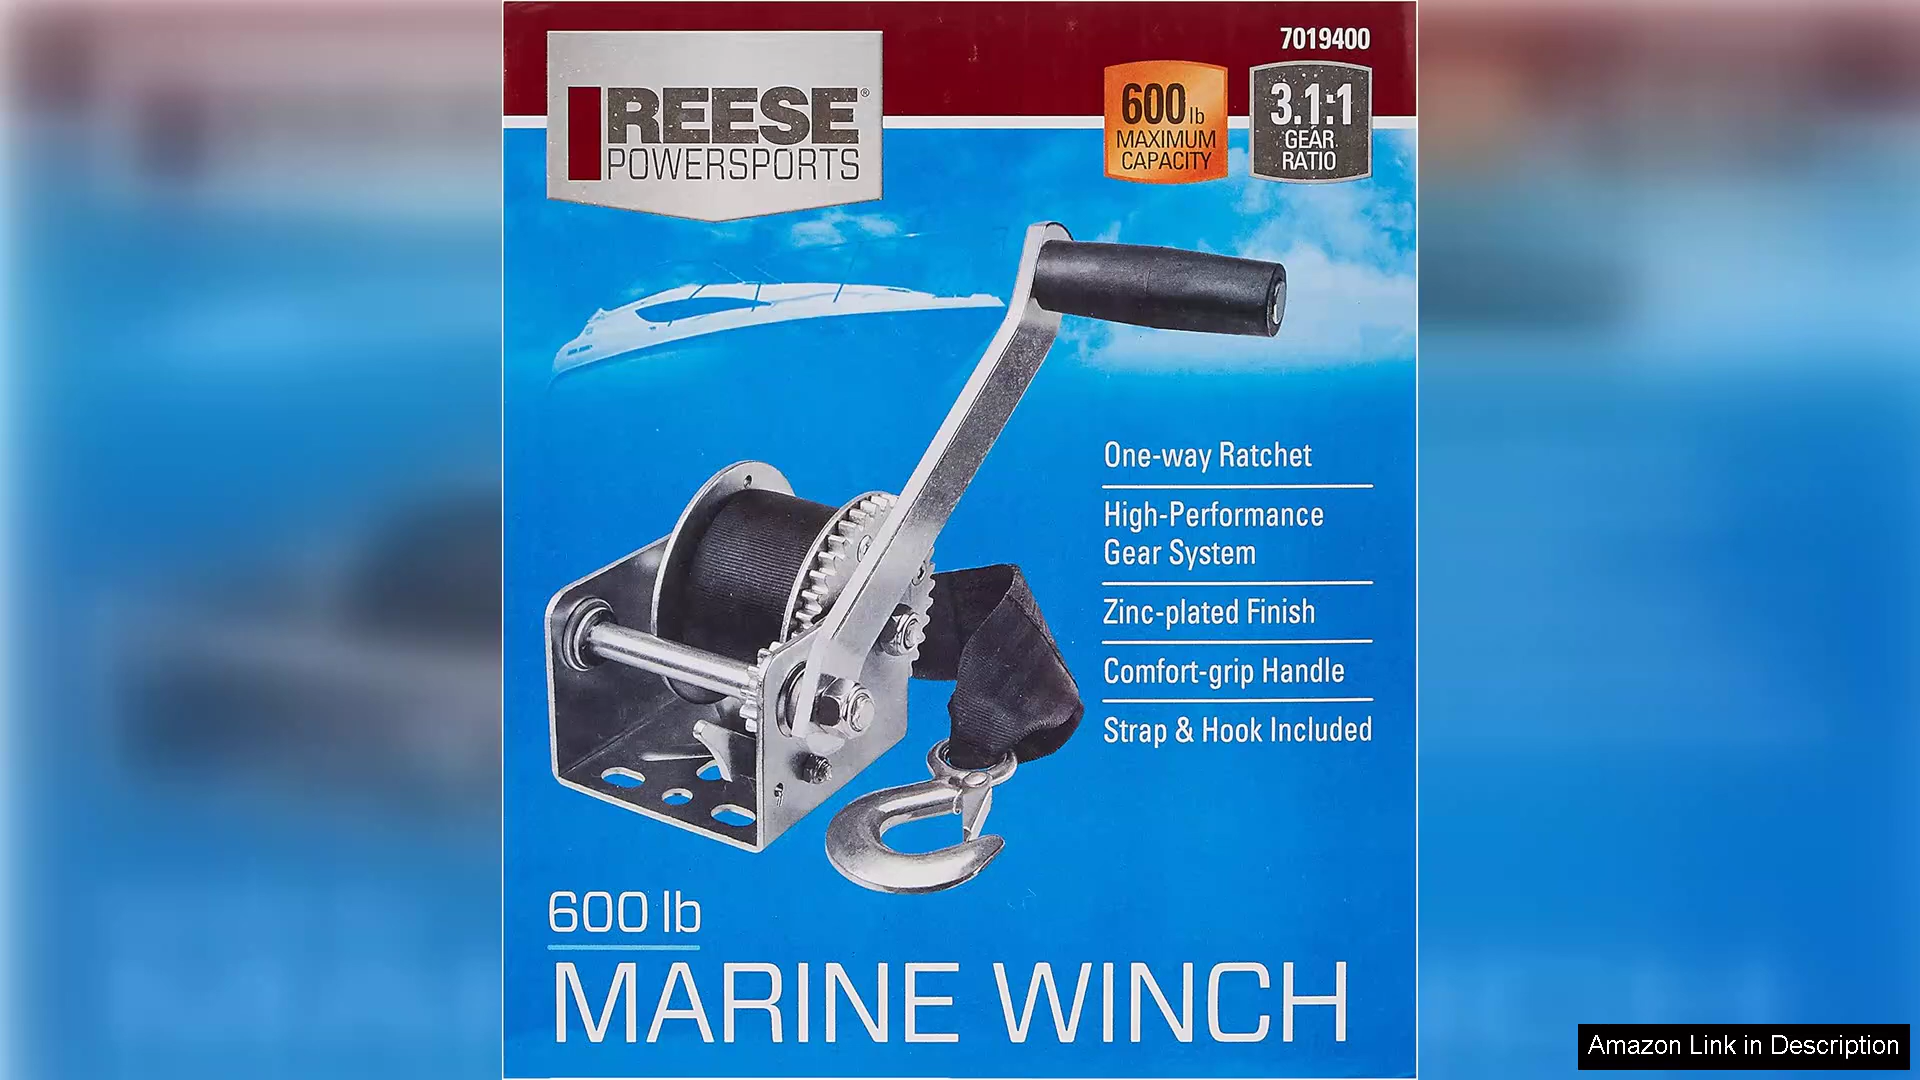 7019400
REESE®
POWERSPORTS
600 lb
MAXIMUM
CAPACITY
3.1:1
GEAR
RATIO
One-way Ratchet
High-Performance
Gear System
Zinc-plated Finish
Comfort-grip Handle
Strap & Hook Included
600 lb
MARINE WINCH
Amazon Link in Description